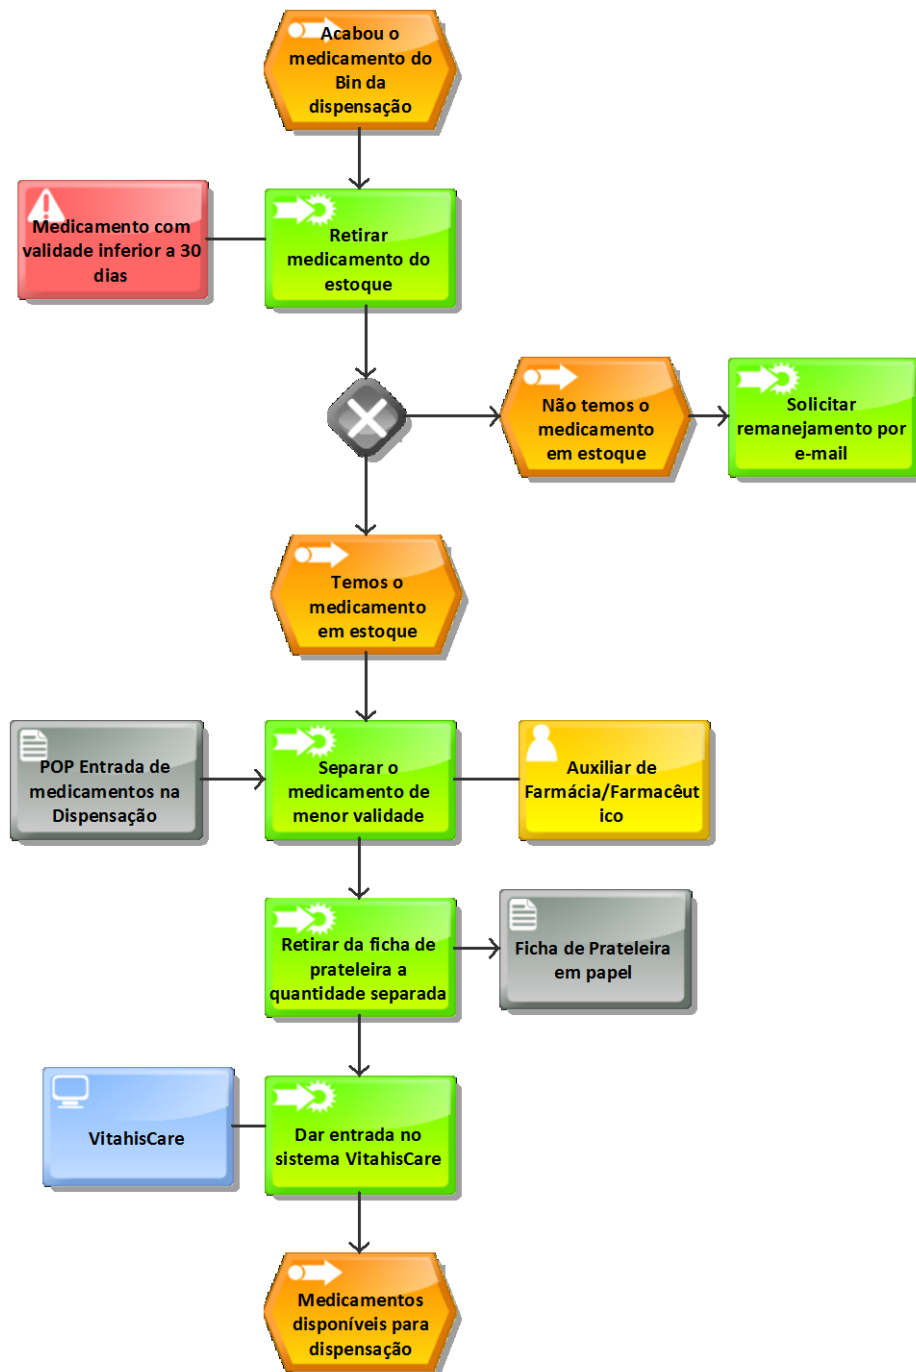 Acabou o
medicamento do
Bin da
dispensação
Medicamento com
validade inferior a 30
dias
Retirar
medicamento do
estoque
Não temos o
medicamento
em estoque
Solicitar
remanejamento por
e-mail
Temos o
medicamento
em estoque
POP Entrada de
medicamentos na
Dispensação
Separar o
medicamento de
menor validade
Auxiliar de
Farmácia/Farmacêut
ico
Retirar da ficha de
prateleira a
quantidade separada
Ficha de Prateleira
em papel
VitahisCare
Dar entrada no
sistema VitahisCare
Medicamentos
disponíveis para
dispensação